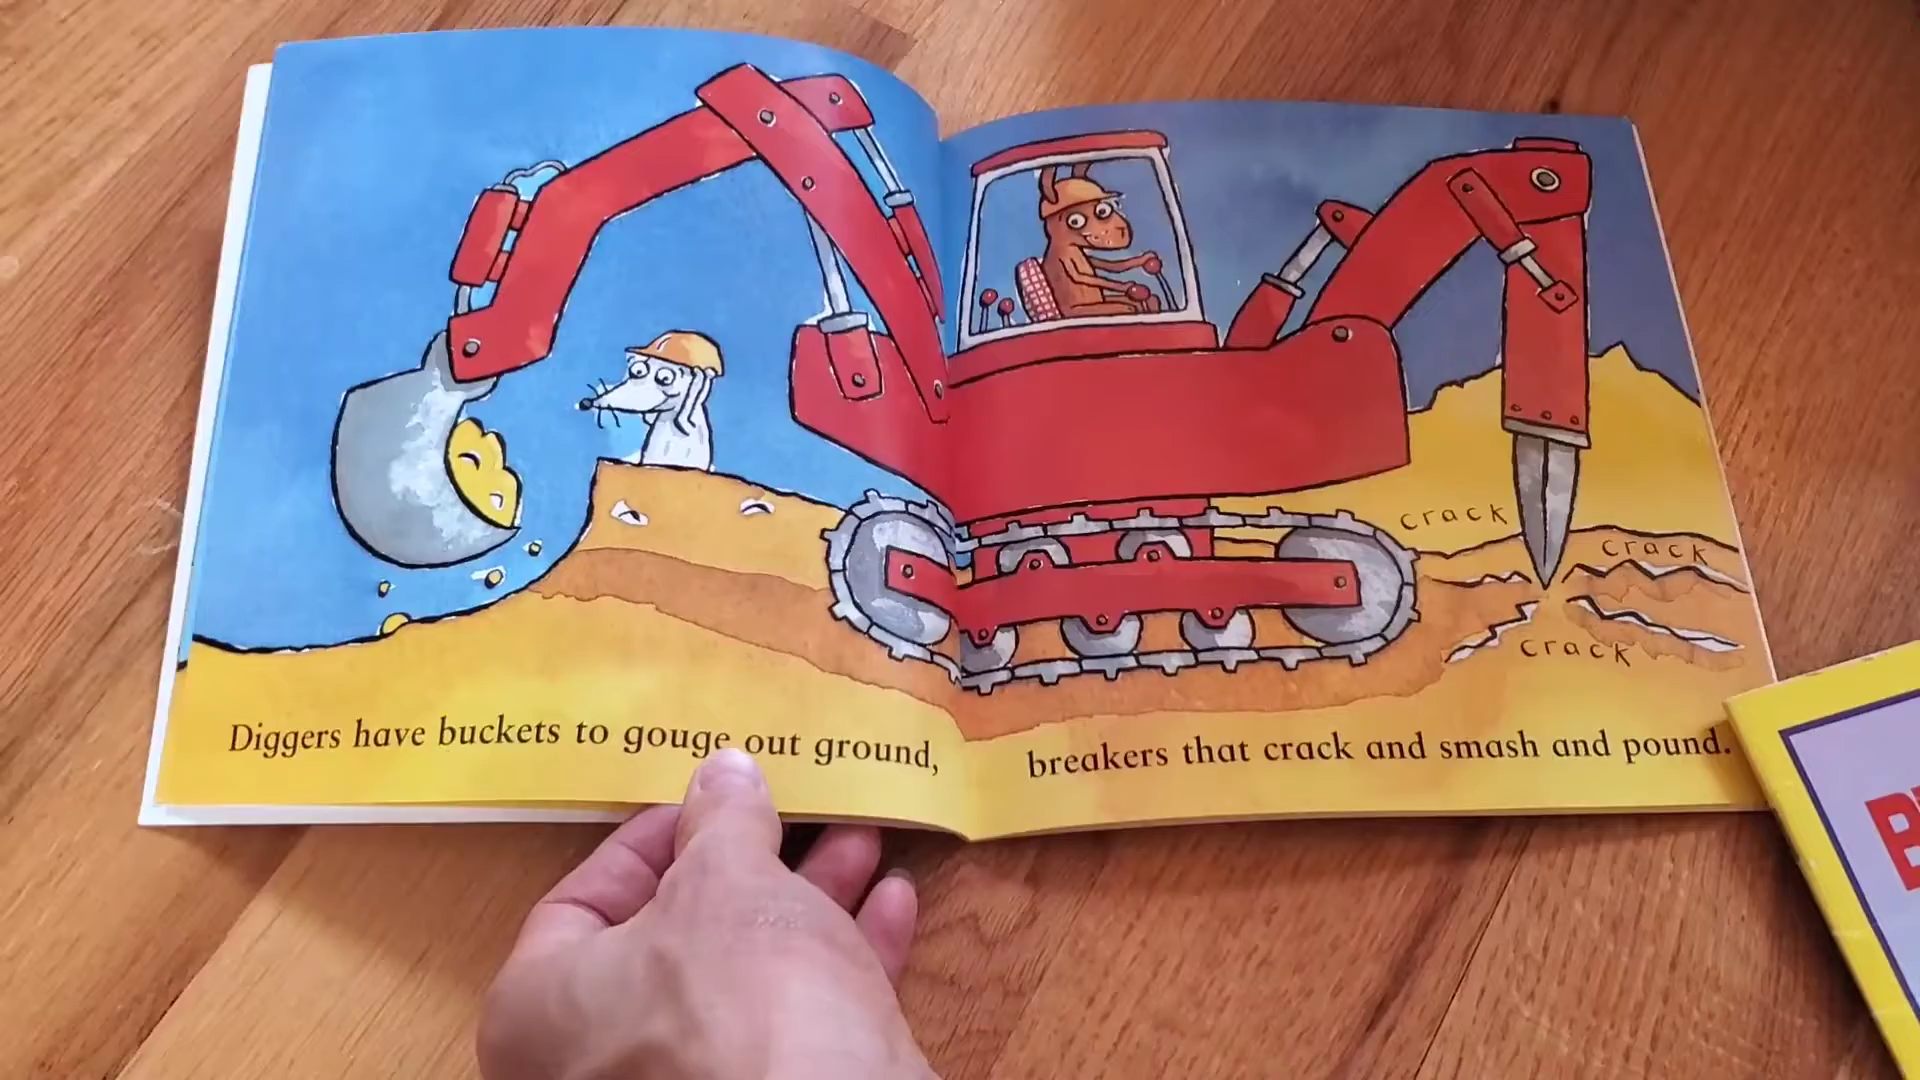 crack
crack
crack
Diggers have buckets to gouge out ground,
breakers that crack and smash and pound.
B